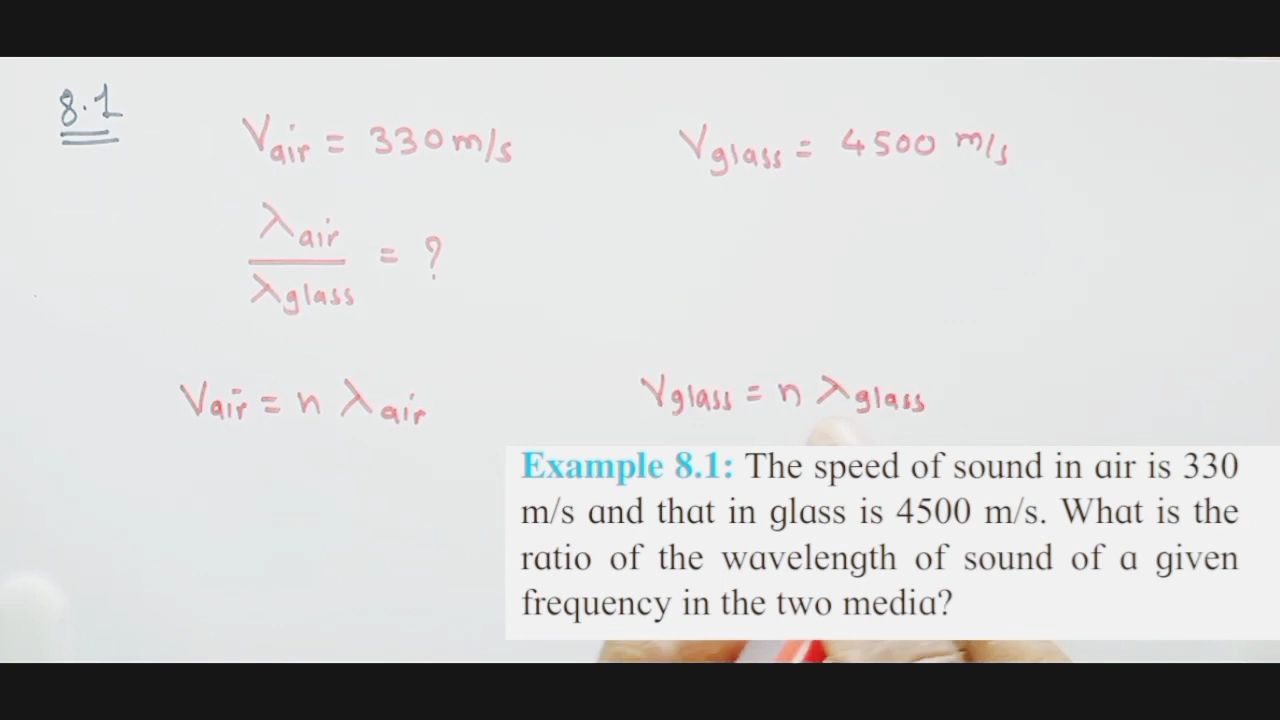 8.1
Vair = 330 m/s
Vglass = 4500 m/s
λair
λglass
= ?
Vair = n λair
Vglass = n λglass
Example 8.1: The speed of sound in air is 330
m/s and that in glass is 4500 m/s. What is the
ratio of the wavelength of sound of a given
frequency in the two media?